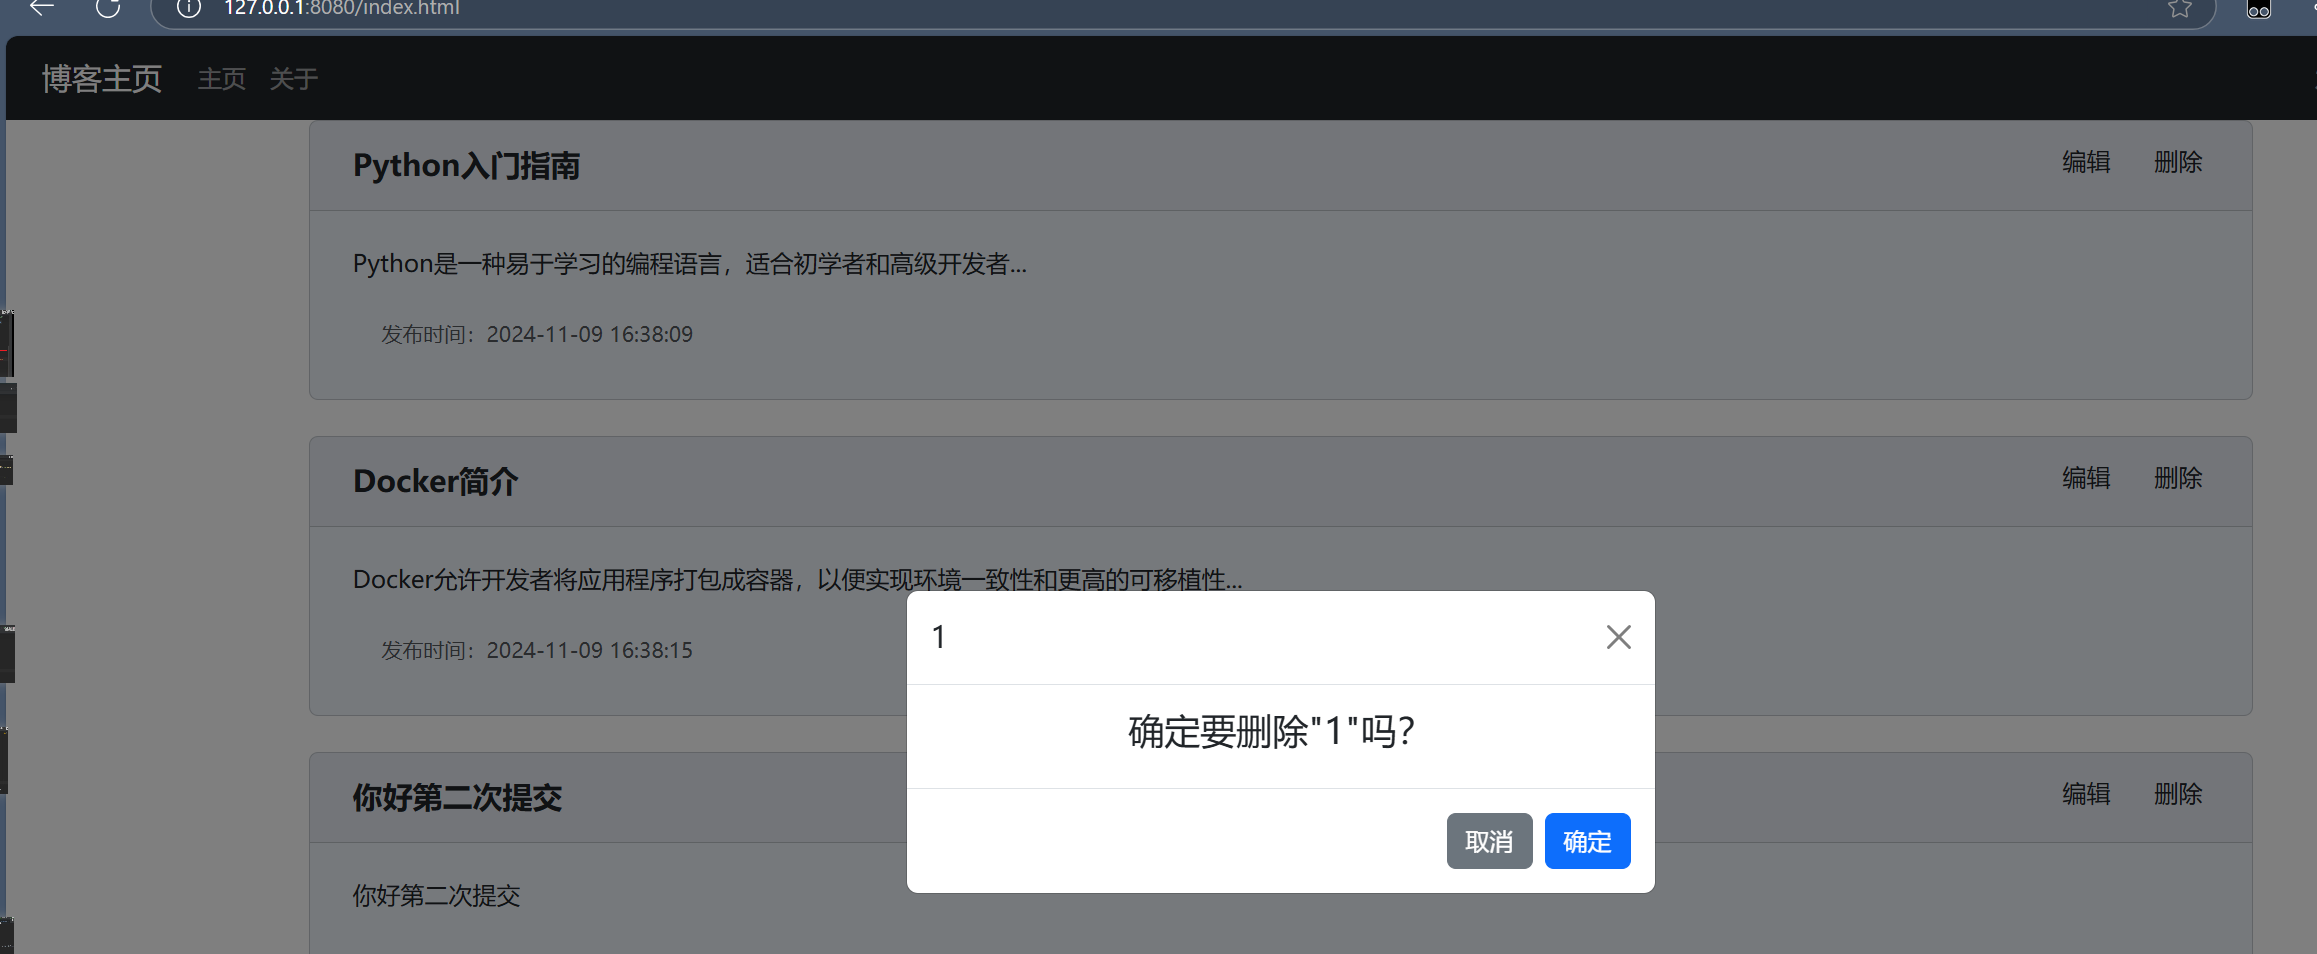 127.0.0.1:8080/index.html
博客主页 主页 关于
Python入门指南 编辑 删除
Python是一种易于学习的编程语言，适合初学者和高级开发者...
发布时间：2024-11-09 16:38:09
Docker简介 编辑 删除
Docker允许开发者将应用程序打包成容器，以便实现环境一致性和更高的可移植性...
发布时间：2024-11-09 16:38:15
1
确定要删除"1"吗？
取消 确定
你好第二次提交 编辑 删除
你好第二次提交